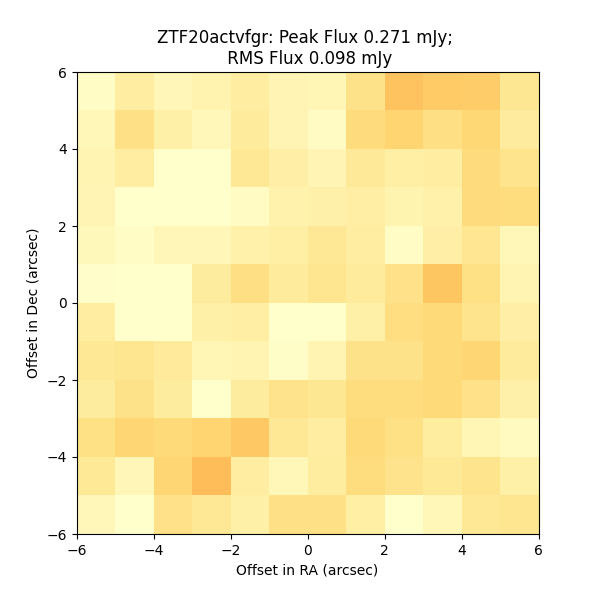 ZTF20actvfgr: Peak Flux 0.271 mJy;
RMS Flux 0.098 mJy
6
4
2
0
−2
−4
−6
Offset in Dec (arcsec)
−6 −4 −2 0 2 4 6
Offset in RA (arcsec)